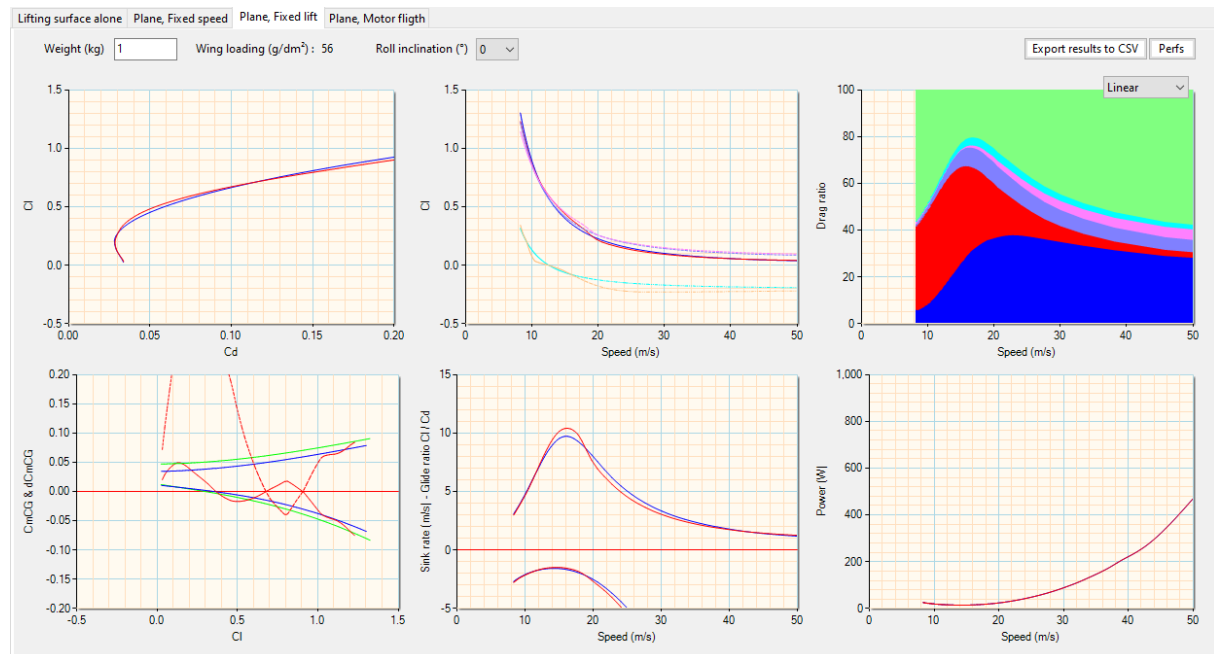 Lifting surface alone Plane, Fixed speed Plane, Fixed lift Plane, Motor fligth
Weight (kg) 1 Wing loading (g/dm²) : 56 Roll inclination (°) 0 Export results to CSV Perfs
Linear
1.5
1.0
0.5
0.0
-0.5
Cl
0.00 0.05 0.10 0.15 0.20
Cd
1.5
1.0
0.5
0.0
-0.5
Cl
0 10 20 30 40 50
Speed (m/s)
100
80
60
40
20
0
Drag ratio
0 10 20 30 40 50
Speed (m/s)
0.20
0.15
0.10
0.05
0.00
-0.05
-0.10
-0.15
-0.20
CmCG & dCmCG
-0.5 0.0 0.5 1.0 1.5
Cl
15
10
5
0
-5
Sink rate (m/s) - Glide ratio Cl / Cd
0 10 20 30 40 50
Speed (m/s)
1,000
800
600
400
200
0
Power (W)
0 10 20 30 40 50
Speed (m/s)